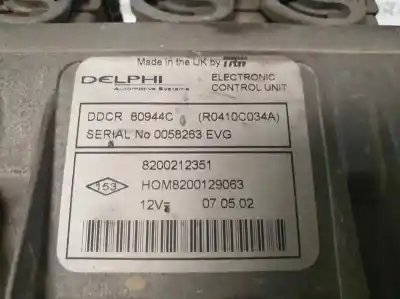 Made in the UK by TRW
DELPHI
Automotive Systems
ELECTRONIC
CONTROL UNIT
DDCR 80944C (R0410C034A)
SERIAL No 0058263 EVG
8200212351
153
HOM8200129063
12V 07.05.02